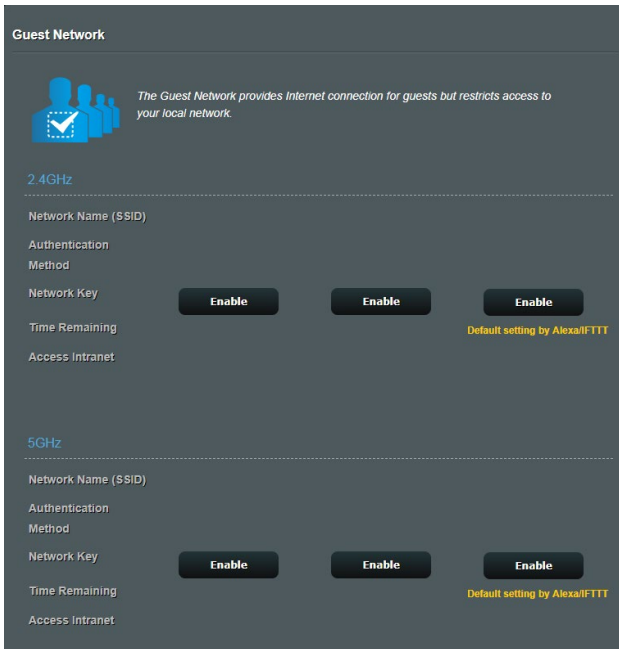 Guest Network
The Guest Network provides Internet connection for guests but restricts access to
your local network.
2.4GHz
Network Name (SSID)
Authentication
Method
Network Key
Enable Enable Enable
Time Remaining
Default setting by Alexa/IFTTT
Access Intranet
5GHz
Network Name (SSID)
Authentication
Method
Network Key
Enable Enable Enable
Time Remaining
Default setting by Alexa/IFTTT
Access Intranet